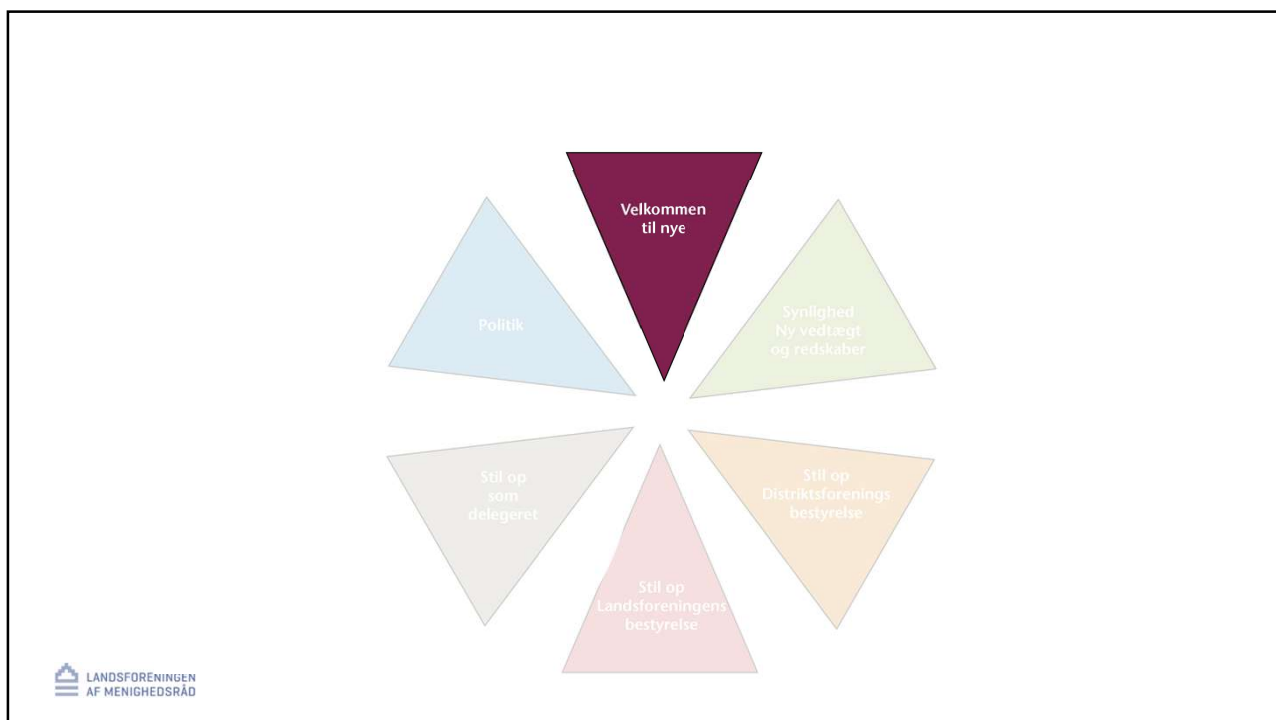 Velkommen
til nye
Synlighed
Ny vedtægt
og redskaber
Stil op
Distriktsforenings
bestyrelse
Stil op
Landsforeningens
bestyrelse
Stil op
som
delegeret
Politik
LANDSFORENINGEN
AF MENIGHEDSRÅD